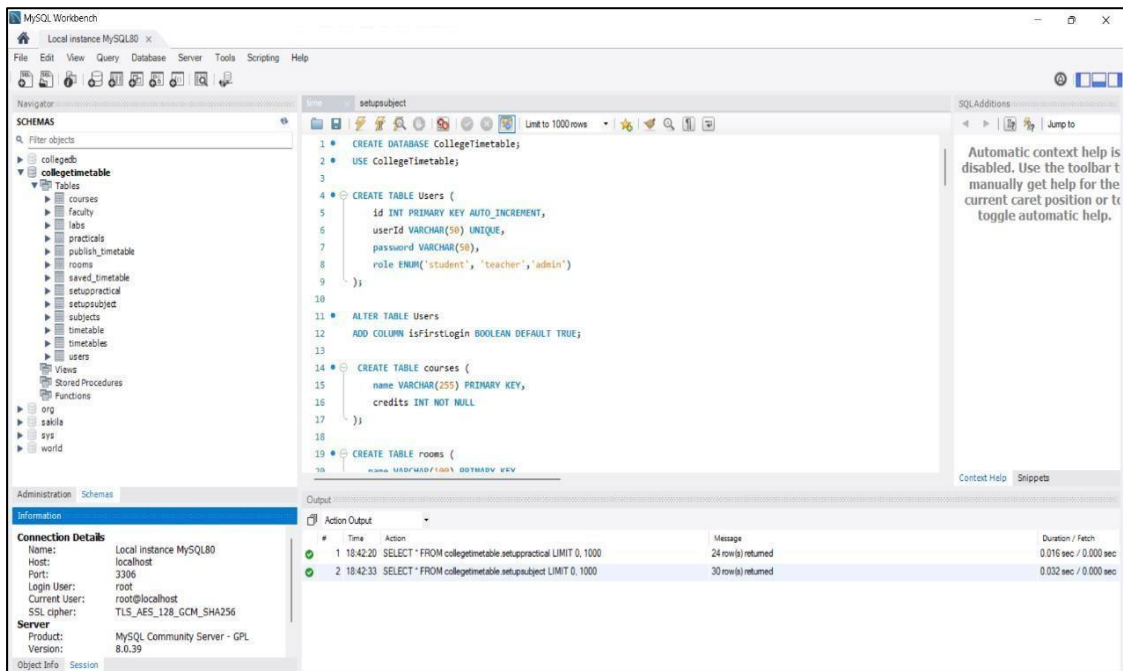 MySQL Workbench
Local instance MySQL80 ×
File Edit View Query Database Server Tools Scripting Help
Navigator
SCHEMAS
Filter objects
collegedb
collegetimetable
Tables
courses
faculty
labs
practicals
publish_timetable
rooms
saved_timetable
setuppractical
setupsubject
subjects
timetable
timetables
users
Views
Stored Procedures
Functions
org
sakila
sys
world
Administration Schemas
Information
Connection Details
Name: Local instance MySQL80
Host: localhost
Port: 3306
Login User: root
Current User: root@localhost
SSL cipher: TLS_AES_128_GCM_SHA256
Server
Product: MySQL Community Server - GPL
Version: 8.0.39
Object Info Session
time setupsubject
Limit to 1000 rows
1 CREATE DATABASE CollegeTimetable;
2 USE CollegeTimetable;
3
4 CREATE TABLE Users (
5 id INT PRIMARY KEY AUTO_INCREMENT,
6 userId VARCHAR(50) UNIQUE,
7 password VARCHAR(50),
8 role ENUM('student', 'teacher','admin')
9 );
10
11 ALTER TABLE Users
12 ADD COLUMN isFirstLogin BOOLEAN DEFAULT TRUE;
13
14 CREATE TABLE courses (
15 name VARCHAR(255) PRIMARY KEY,
16 credits INT NOT NULL
17 );
18
19 CREATE TABLE rooms (
20 name VARCHAR(100) PRIMARY KEY
Output
Action Output
# Time Action Message Duration / Fetch
1 18:42:20 SELECT * FROM collegetimetable.setuppractical LIMIT 0, 1000 24 row(s) returned 0.016 sec / 0.000 sec
2 18:42:33 SELECT * FROM collegetimetable.setupsubject LIMIT 0, 1000 30 row(s) returned 0.032 sec / 0.000 sec
SQLAdditions
Jump to
Automatic context help is
disabled. Use the toolbar t
manually get help for the
current caret position or to
toggle automatic help.
Context Help Snippets